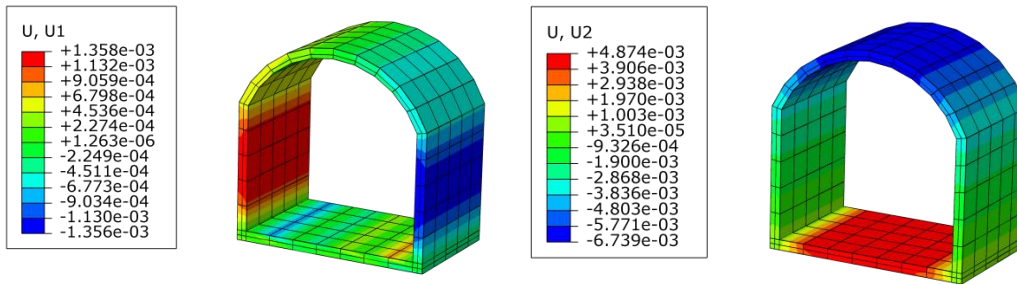 U, U1
+1.358e-03
+1.132e-03
+9.059e-04
+6.798e-04
+4.536e-04
+2.274e-04
+1.263e-06
-2.249e-04
-4.511e-04
-6.773e-04
-9.034e-04
-1.130e-03
-1.356e-03
U, U2
+4.874e-03
+3.906e-03
+2.938e-03
+1.970e-03
+1.003e-03
+3.510e-05
-9.326e-04
-1.900e-03
-2.868e-03
-3.836e-03
-4.803e-03
-5.771e-03
-6.739e-03